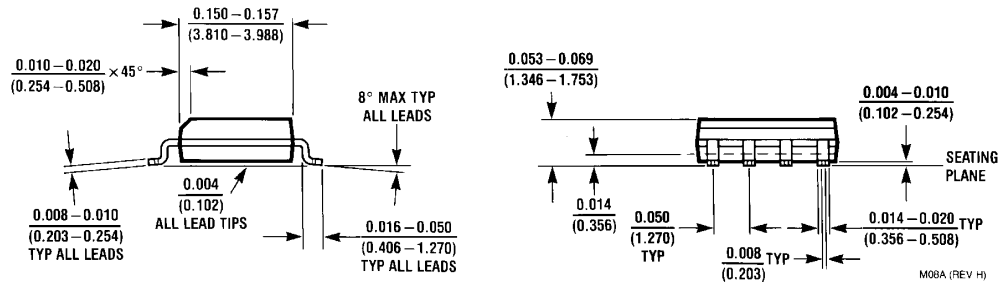 0.150 – 0.157
(3.810 – 3.988)
0.010 – 0.020
(0.254 – 0.508)
×45°
8° MAX TYP
ALL LEADS
0.004
(0.102)
ALL LEAD TIPS
0.008 – 0.010
(0.203 – 0.254)
TYP ALL LEADS
0.016 – 0.050
(0.406 – 1.270)
TYP ALL LEADS
0.053 – 0.069
(1.346 – 1.753)
0.004 – 0.010
(0.102 – 0.254)
SEATING
PLANE
0.014
(0.356)
0.050
(1.270)
TYP
0.014 – 0.020
(0.356 – 0.508)
TYP
0.008
(0.203)
TYP
M08A (REV H)